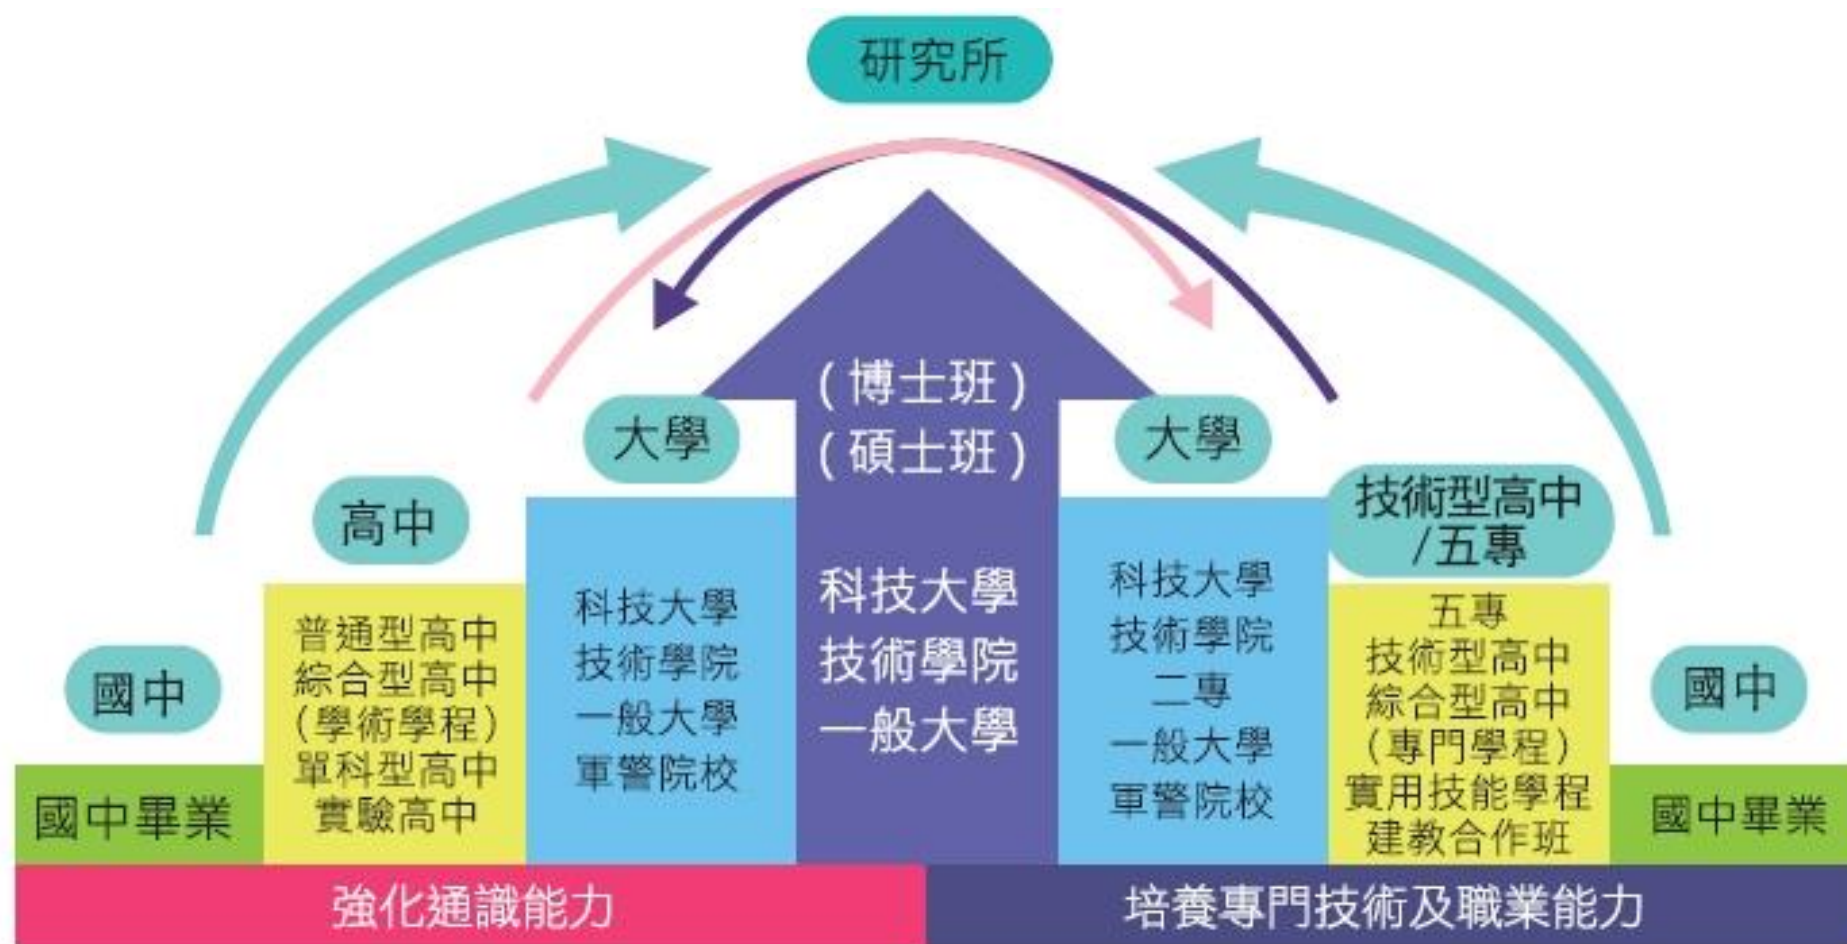 研究所
(博士班)
(碩士班)
科技大學
技術學院
一般大學
國中
國中畢業
高中
普通型高中
綜合型高中
(學術學程)
單科型高中
實驗高中
大學
科技大學
技術學院
一般大學
軍警院校
大學
科技大學
技術學院
二專
一般大學
軍警院校
技術型高中
/五專
五專
技術型高中
綜合型高中
(專門學程)
實用技能學程
建教合作班
國中
國中畢業
強化通識能力
培養專門技術及職業能力